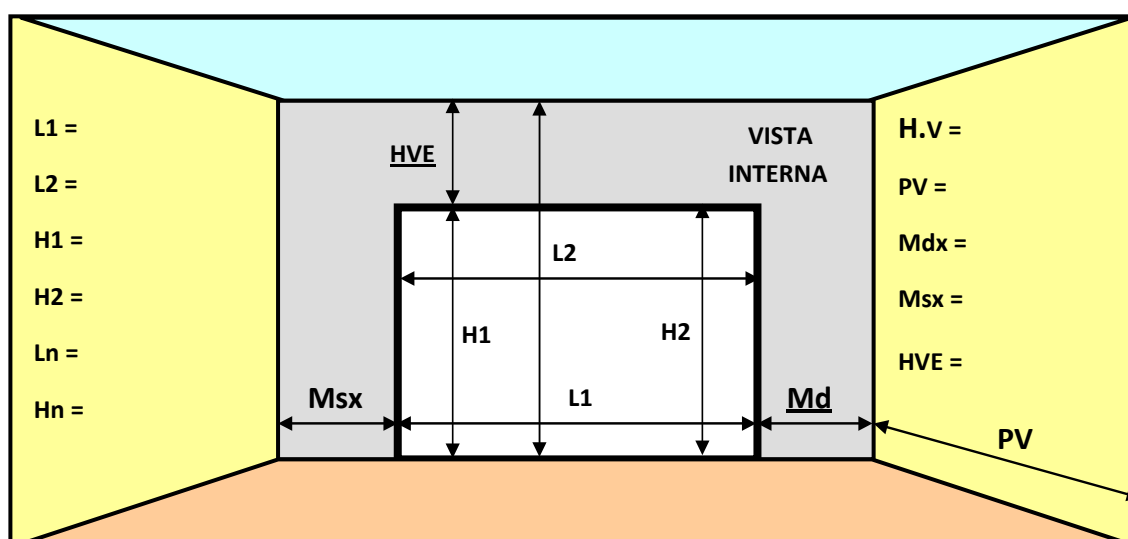 L1 =
L2 =
H1 =
H2 =
Ln =
Hn =
HVE
VISTA
INTERNA
L2
H1
H2
L1
Msx
Md
H.V =
PV =
Mdx =
Msx =
HVE =
PV